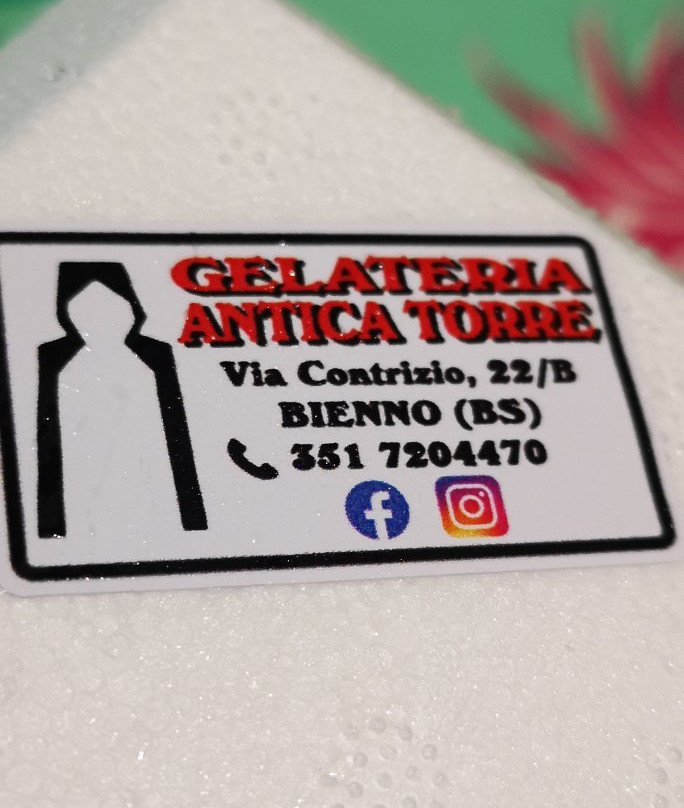 GELATERIA
ANTICA TORRE
Via Contrizio, 22/B
BIENNO (BS)
351 7204470